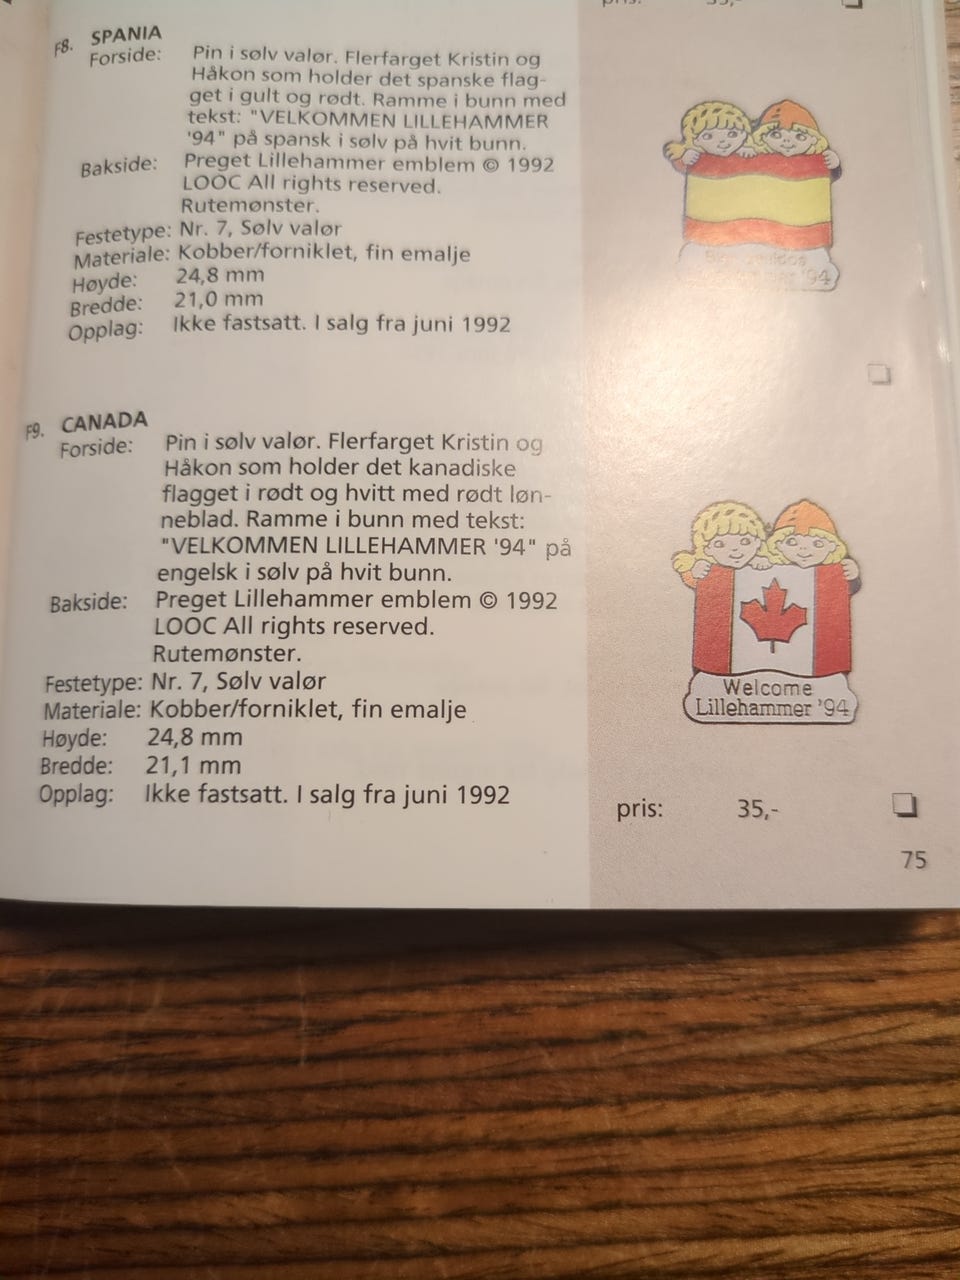 pris: 35,-
F8. SPANIA
Forside: Pin i sølv valør. Flerfarget Kristin og
Håkon som holder det spanske flag-
get i gult og rødt. Ramme i bunn med
tekst: "VELKOMMEN LILLEHAMMER
'94" på spansk i sølv på hvit bunn.
Bakside: Preget Lillehammer emblem © 1992
LOOC All rights reserved.
Rutemønster.
Festetype: Nr. 7, Sølv valør
Materiale: Kobber/forniklet, fin emalje
Høyde: 24,8 mm
Bredde: 21,0 mm
Opplag: Ikke fastsatt. I salg fra juni 1992
'94
F9. CANADA
Forside: Pin i sølv valør. Flerfarget Kristin og
Håkon som holder det kanadiske
flagget i rødt og hvitt med rødt løn-
neblad. Ramme i bunn med tekst:
"VELKOMMEN LILLEHAMMER '94" på
engelsk i sølv på hvit bunn.
Bakside: Preget Lillehammer emblem © 1992
LOOC All rights reserved.
Rutemønster.
Festetype: Nr. 7, Sølv valør
Materiale: Kobber/forniklet, fin emalje
Høyde: 24,8 mm
Bredde: 21,1 mm
Opplag: Ikke fastsatt. I salg fra juni 1992
Welcome
Lillehammer '94
pris: 35,-
75